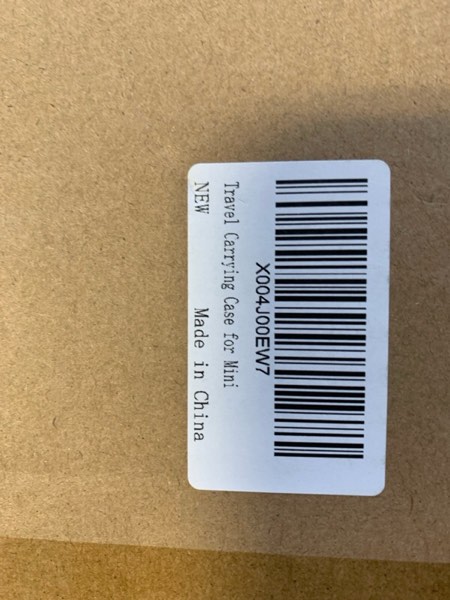 X004J00EW7
Travel Carrying Case for Mini
NEW Made in China